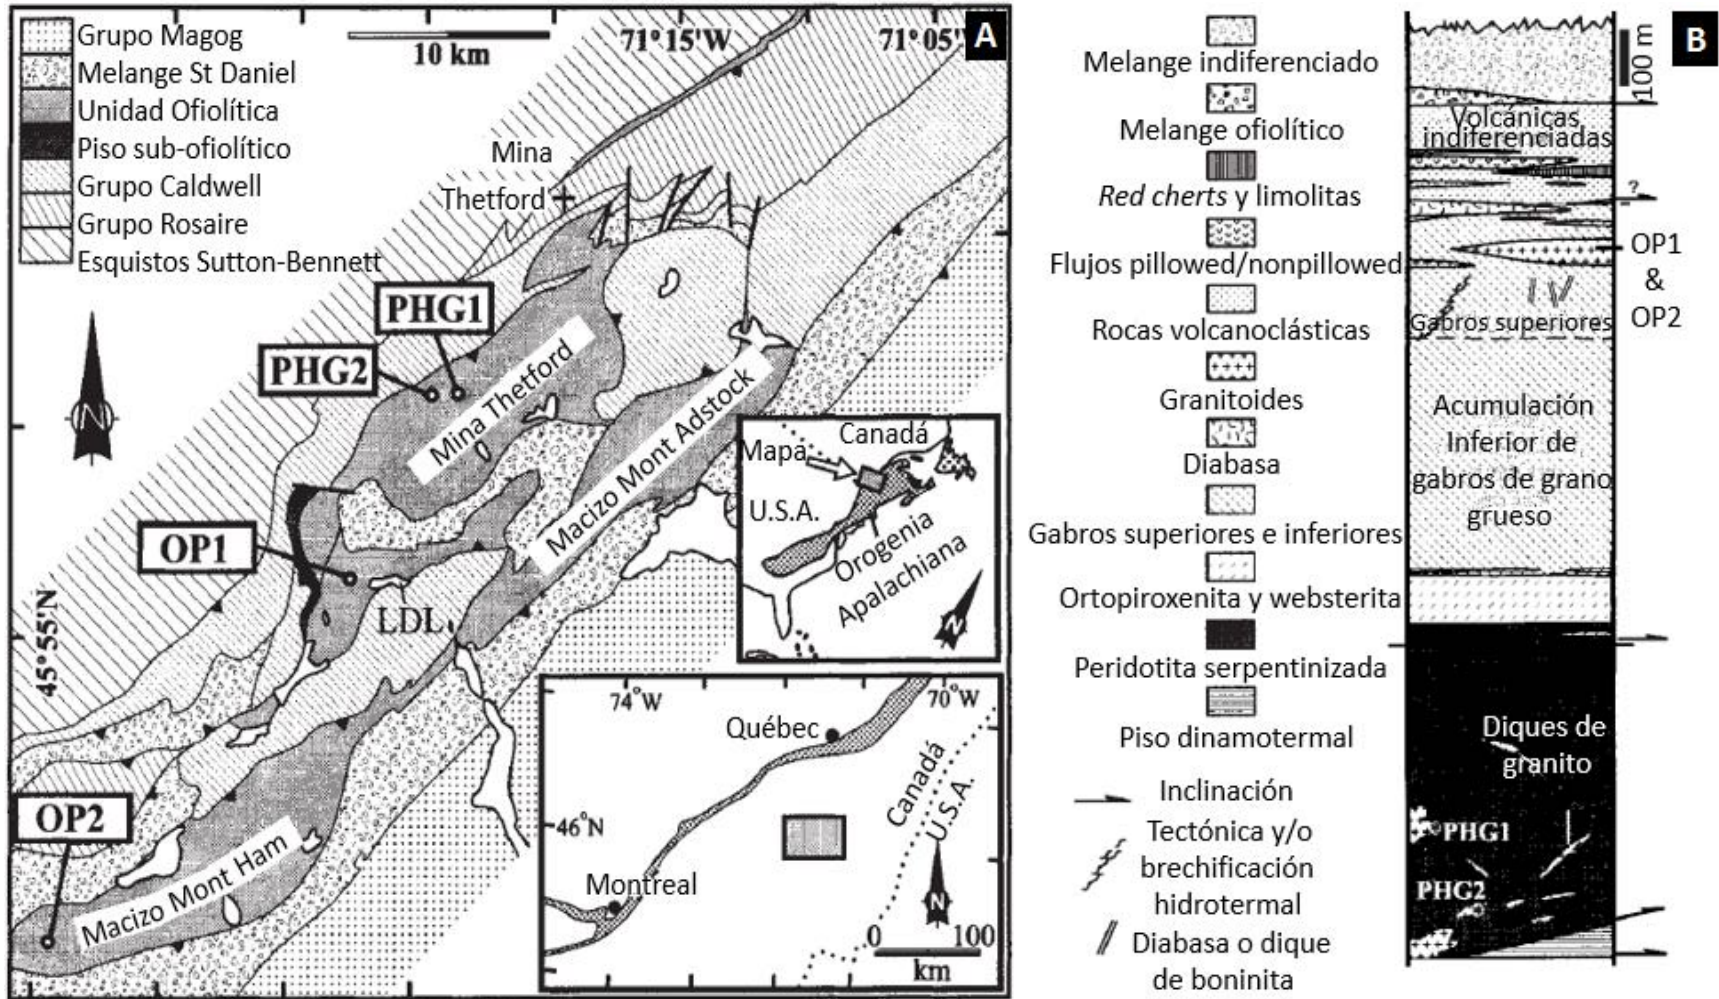 Grupo Magog
Melange St Daniel
Unidad Ofiolítica
Piso sub-ofiolítico
Grupo Caldwell
Grupo Rosaire
Esquistos Sutton-Bennett
10 km
71°15'W
71°05'
A
Mina
Thetford
PHG1
PHG2
Mina Thetford
Macizo Mont Adstock
OP1
LDL
45°55'N
OP2
Macizo Mont Ham
N
Mapa
Canadá
U.S.A.
Orogenia
Apalachiana
N
74°W
70°W
Québec
Canadá
U.S.A.
46°N
Montreal
N
0 100
km
Melange indiferenciado
Melange ofiolítico
Red cherts y limolitas
Flujos pillowed/nonpillowed
Rocas volcanoclásticas
Granitoides
Diabasa
Gabros superiores e inferiores
Ortopiroxenita y websterita
Peridotita serpentinizada
Piso dinamotermal
Inclinación
Tectónica y/o
brechificación
hidrotermal
Diabasa o dique
de boninita
B
100 m
Volcánicas
indiferenciadas
?
OP1
&
OP2
Gabros superiores
Acumulación
Inferior de
gabros de grano
grueso
Diques de
granito
PHG1
PHG2